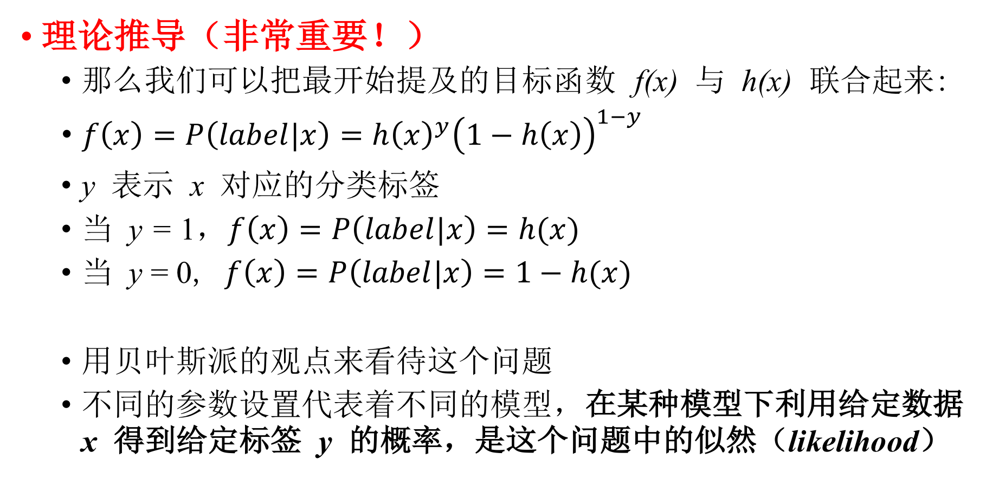 • 理论推导（非常重要！）
• 那么我们可以把最开始提及的目标函数 f(x) 与 h(x) 联合起来：
• f(x) = P(label|x) = h(x)^y(1 − h(x))^{1−y}
• y 表示 x 对应的分类标签
• 当 y = 1，f(x) = P(label|x) = h(x)
• 当 y = 0, f(x) = P(label|x) = 1 − h(x)
• 用贝叶斯派的观点来看待这个问题
• 不同的参数设置代表着不同的模型，在某种模型下利用给定数据
x 得到给定标签 y 的概率，是这个问题中的似然（likelihood）